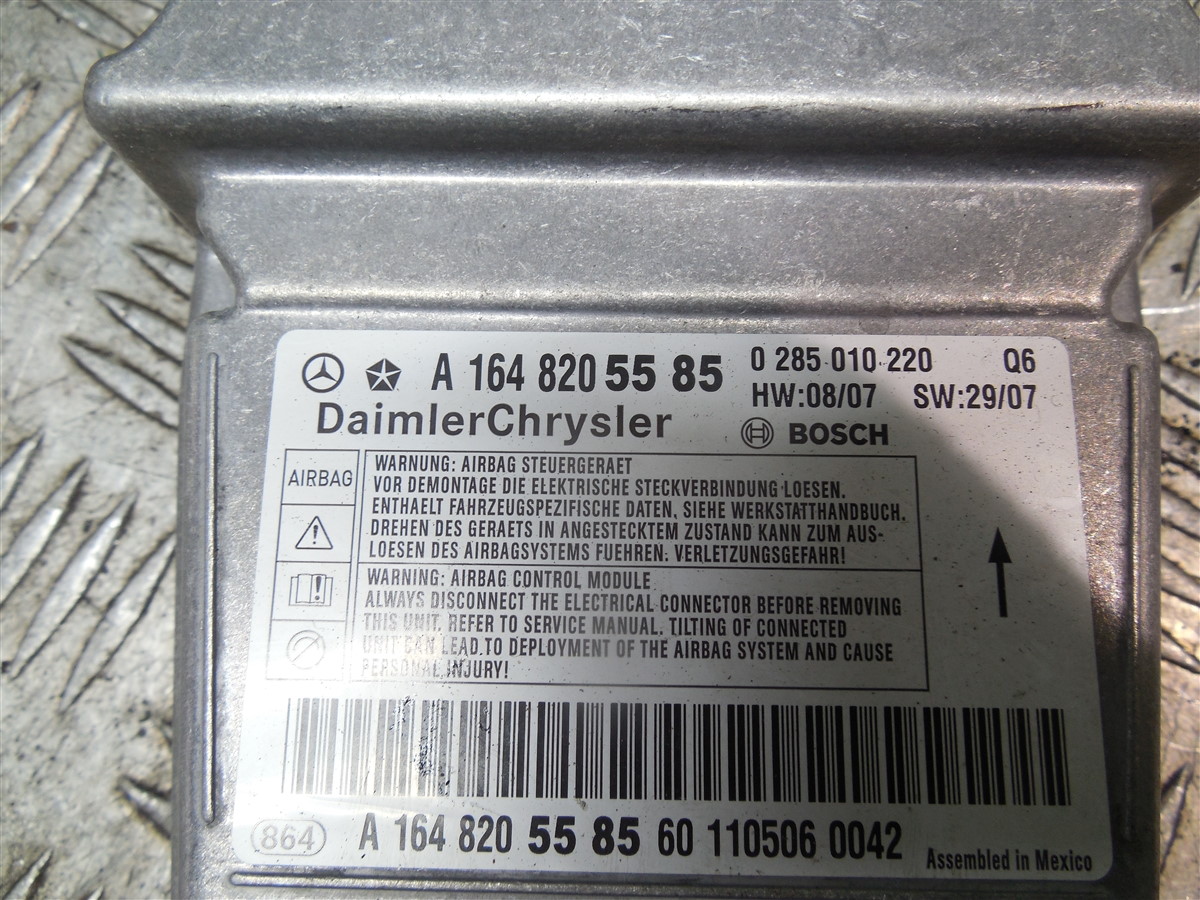 A 164 820 55 85 0 285 010 220 Q6
HW:08/07 SW:29/07
DaimlerChrysler BOSCH
AIRBAG
WARNUNG: AIRBAG STEUERGERAET
VOR DEMONTAGE DIE ELEKTRISCHE STECKVERBINDUNG LOESEN.
ENTHAELT FAHRZEUGSPEZIFISCHE DATEN, SIEHE WERKSTATTHANDBUCH.
DREHEN DES GERAETS IN ANGESTECKTEM ZUSTAND KANN ZUM AUS-
LOESEN DES AIRBAGSYSTEMS FUEHREN: VERLETZUNGSGEFAHR!
WARNING: AIRBAG CONTROL MODULE
ALWAYS DISCONNECT THE ELECTRICAL CONNECTOR BEFORE REMOVING
THIS UNIT. REFER TO SERVICE MANUAL. TILTING OF CONNECTED
UNIT CAN LEAD TO DEPLOYMENT OF THE AIRBAG SYSTEM AND CAUSE
PERSONAL INJURY!
864 A 164 820 55 85 60 110506 0042 Assembled in Mexico